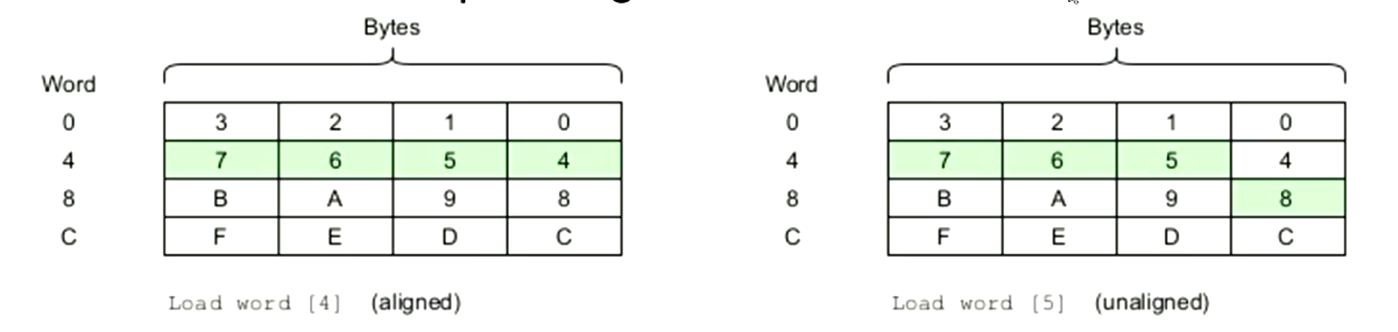 Bytes
Word
0 3 2 1 0
4 7 6 5 4
8 B A 9 8
C F E D C
Load word [4] (aligned)
Bytes
Word
0 3 2 1 0
4 7 6 5 4
8 B A 9 8
C F E D C
Load word [5] (unaligned)